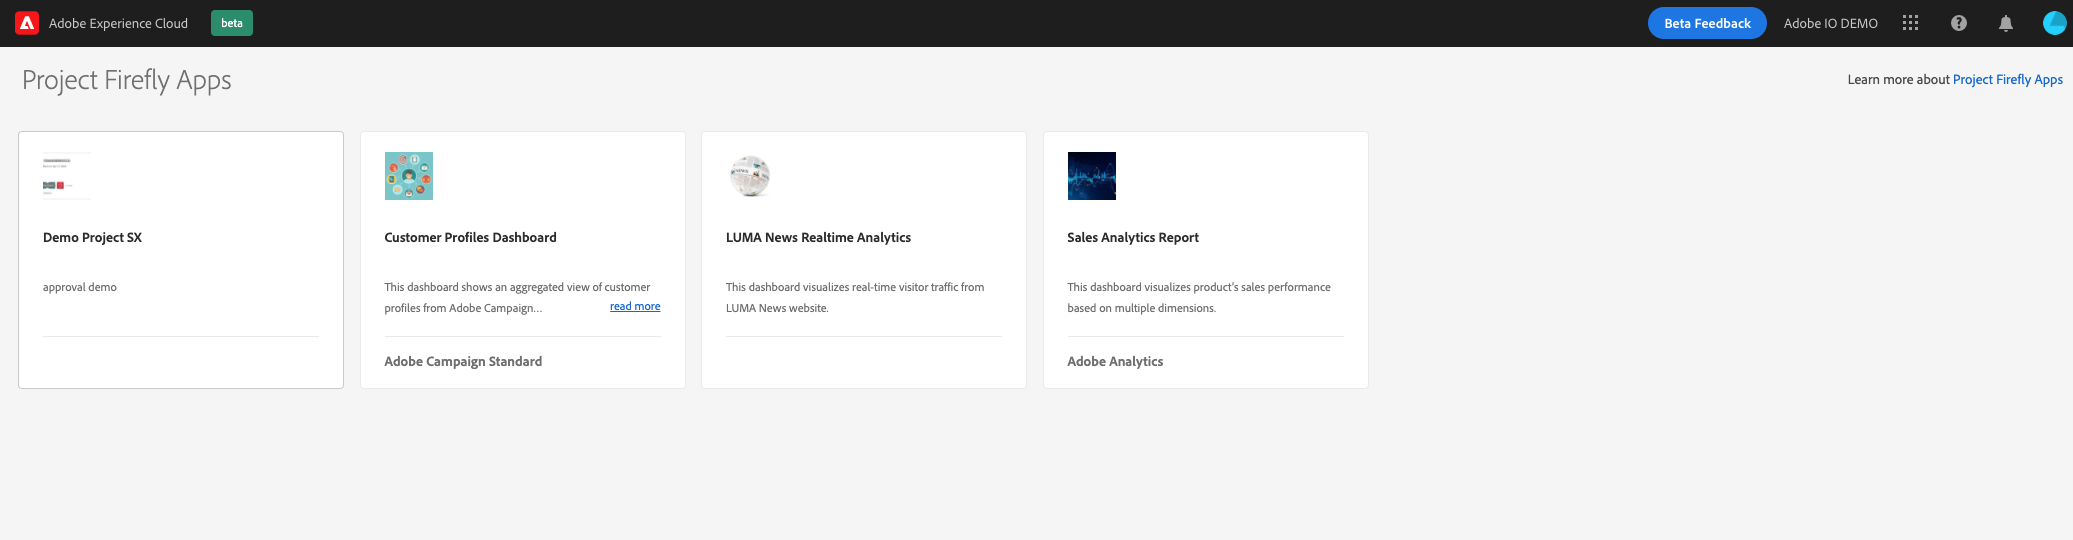 Adobe Experience Cloud beta Beta Feedback Adobe IO DEMO
Project Firefly Apps
Learn more about Project Firefly Apps
Demo Project SX
approval demo
Customer Profiles Dashboard
This dashboard shows an aggregated view of customer
profiles from Adobe Campaign... read more
Adobe Campaign Standard
NEWS
LUMA News Realtime Analytics
This dashboard visualizes real-time visitor traffic from
LUMA News website.
Sales Analytics Report
This dashboard visualizes product's sales performance
based on multiple dimensions.
Adobe Analytics